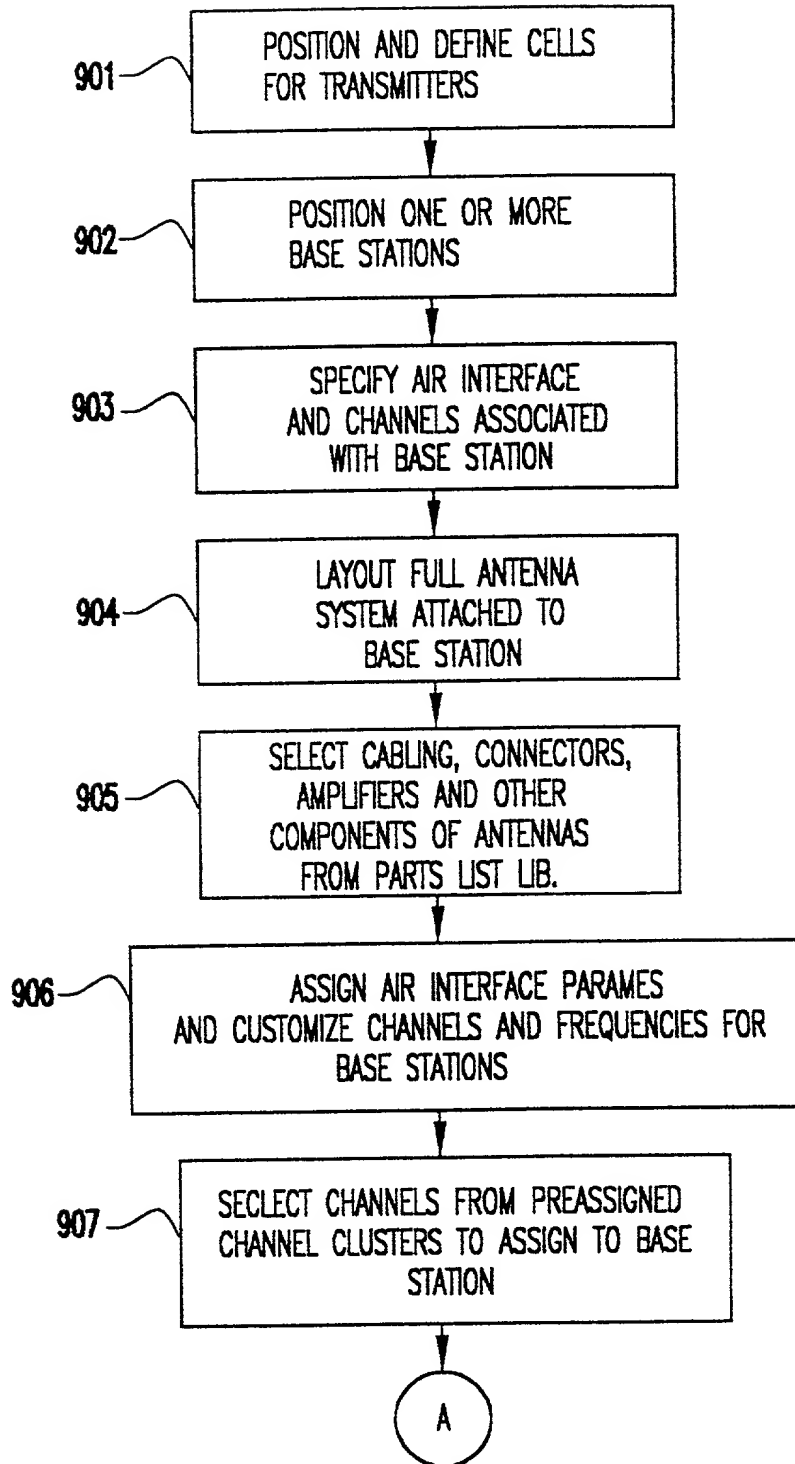 901
POSITION AND DEFINE CELLS
FOR TRANSMITTERS
902
POSITION ONE OR MORE
BASE STATIONS
903
SPECIFY AIR INTERFACE
AND CHANNELS ASSOCIATED
WITH BASE STATION
904
LAYOUT FULL ANTENNA
SYSTEM ATTACHED TO
BASE STATION
905
SELECT CABLING, CONNECTORS,
AMPLIFIERS AND OTHER
COMPONENTS OF ANTENNAS
FROM PARTS LIST LIB.
906
ASSIGN AIR INTERFACE PARAMES
AND CUSTOMIZE CHANNELS AND FREQUENCIES FOR
BASE STATIONS
907
SECLECT CHANNELS FROM PREASSIGNED
CHANNEL CLUSTERS TO ASSIGN TO BASE
STATION
A